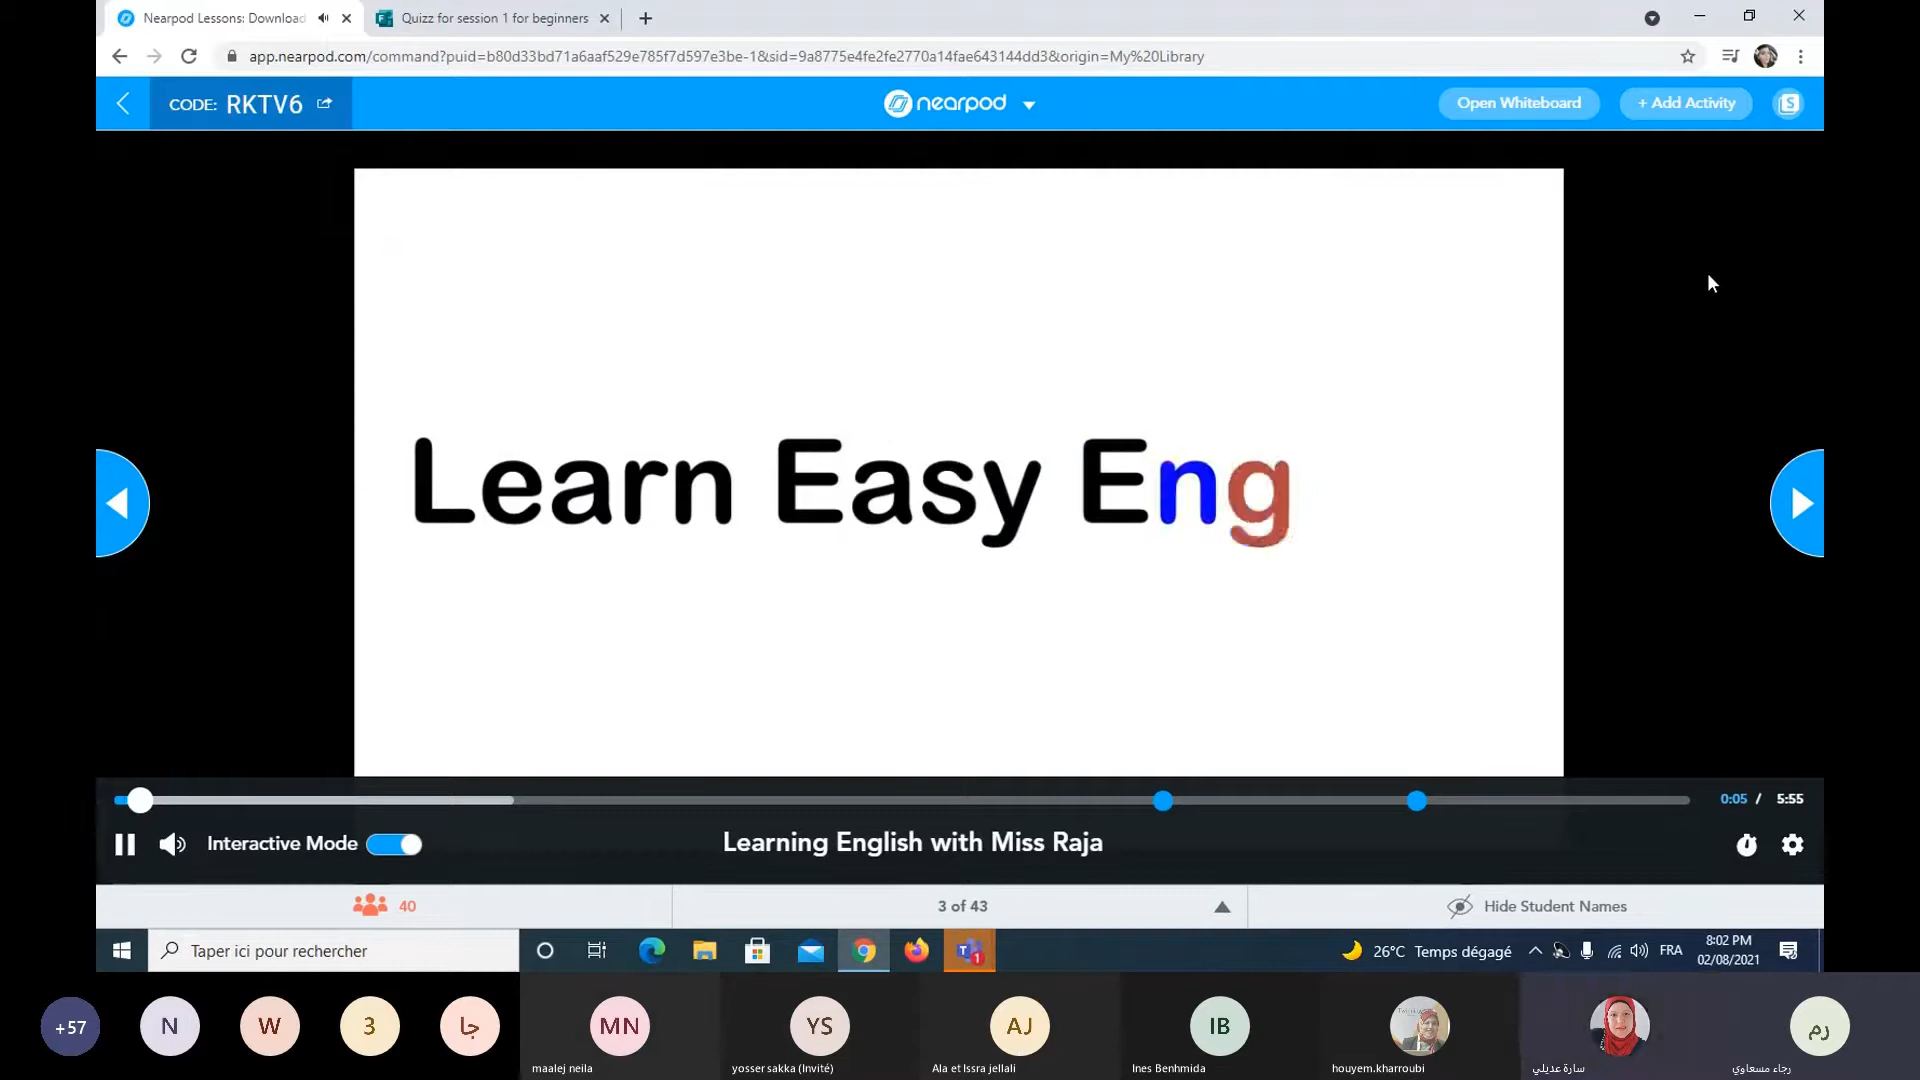 Nearpod Lessons: Download
Quizz for session 1 for beginners
app.nearpod.com/command?puid=b80d33bd71a6aaf529e785f7d597e3be-1&sid=9a8775e4fe2fe2770a14fae643144dd3&origin=My%20Library
CODE: RKTV6
nearpod
Open Whiteboard
+ Add Activity
S
Learn Easy Eng
0:05 / 5:55
Interactive Mode
Learning English with Miss Raja
40
3 of 43
Hide Student Names
Taper ici pour rechercher
1
26°C Temps dégagé
FRA
8:02 PM
02/08/2021
+57
N
W
3
جا
MN
YS
AJ
IB
رم
maalej neila
yosser sakka (Invité)
Ala et Issra jellali
Ines Benhmida
houyem.kharroubi
سارة عديلي
رجاء مسعاوي